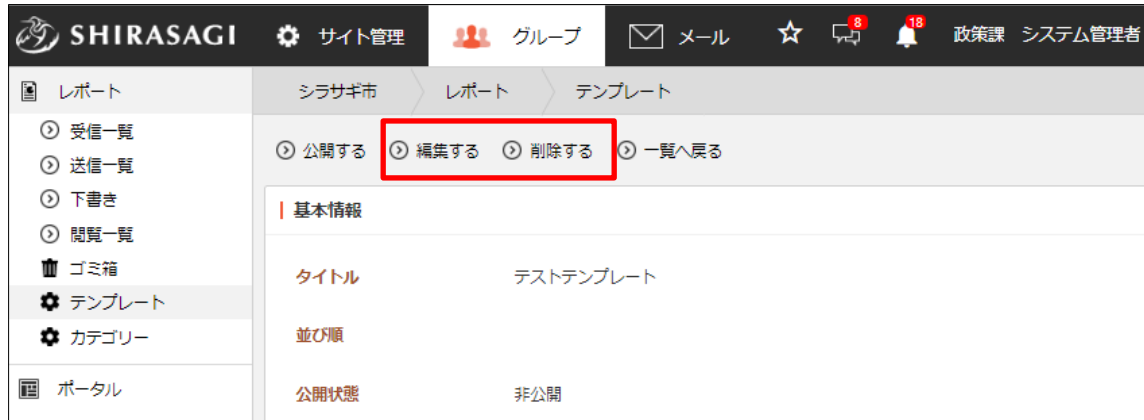 SHIRASAGI サイト管理 グループ メール 8 18 政策課 システム管理者
レポート
受信一覧
送信一覧
下書き
閲覧一覧
ゴミ箱
テンプレート
カテゴリー
ポータル
シラサギ市 レポート テンプレート
公開する 編集する 削除する 一覧へ戻る
基本情報
タイトル テストテンプレート
並び順
公開状態 非公開